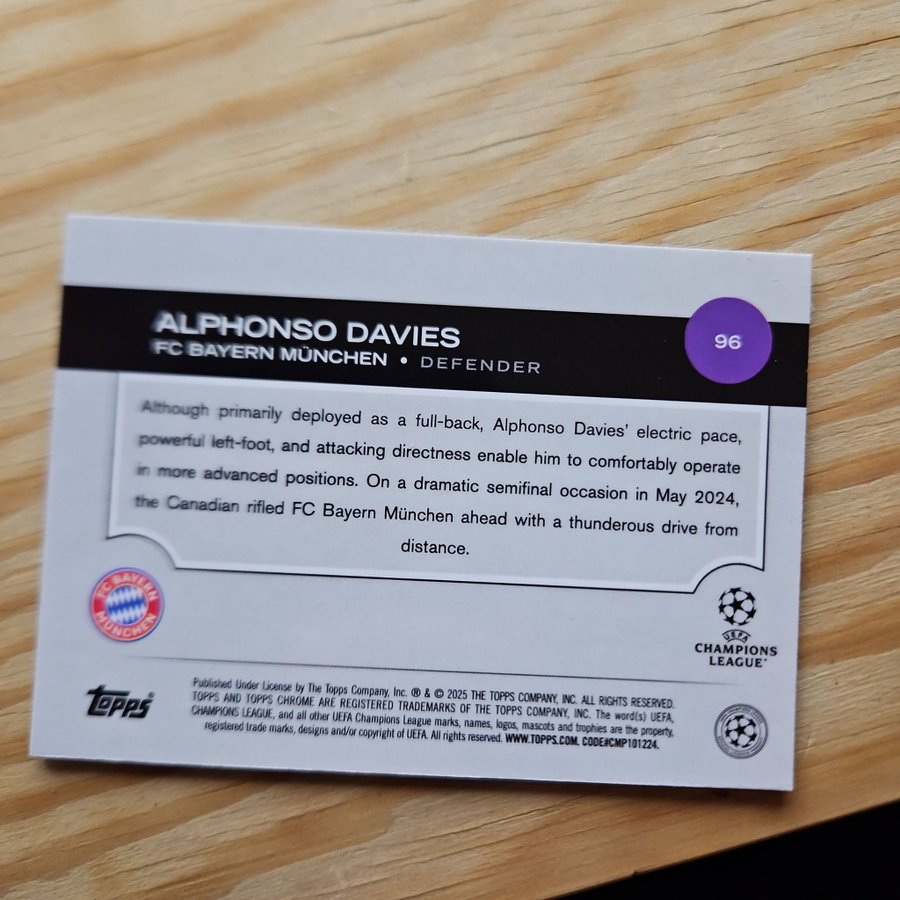 ALPHONSO DAVIES
FC BAYERN MÜNCHEN • DEFENDER
96
Although primarily deployed as a full-back, Alphonso Davies' electric pace,
powerful left-foot, and attacking directness enable him to comfortably operate
in more advanced positions. On a dramatic semifinal occasion in May 2024,
the Canadian rifled FC Bayern München ahead with a thunderous drive from
distance.
FC BAYERN
MÜNCHEN
UEFA
CHAMPIONS
LEAGUE®
topps®
Published Under License by The Topps Company, Inc. ® & © 2025 THE TOPPS COMPANY, INC. ALL RIGHTS RESERVED.
TOPPS AND TOPPS CHROME ARE REGISTERED TRADEMARKS OF THE TOPPS COMPANY, INC. The word(s) UEFA,
CHAMPIONS LEAGUE, and all other UEFA Champions League marks, names, logos, mascots and trophies are the property,
registered trade marks, designs and/or copyright of UEFA. All rights reserved. WWW.TOPPS.COM. CODE#CMP101224.